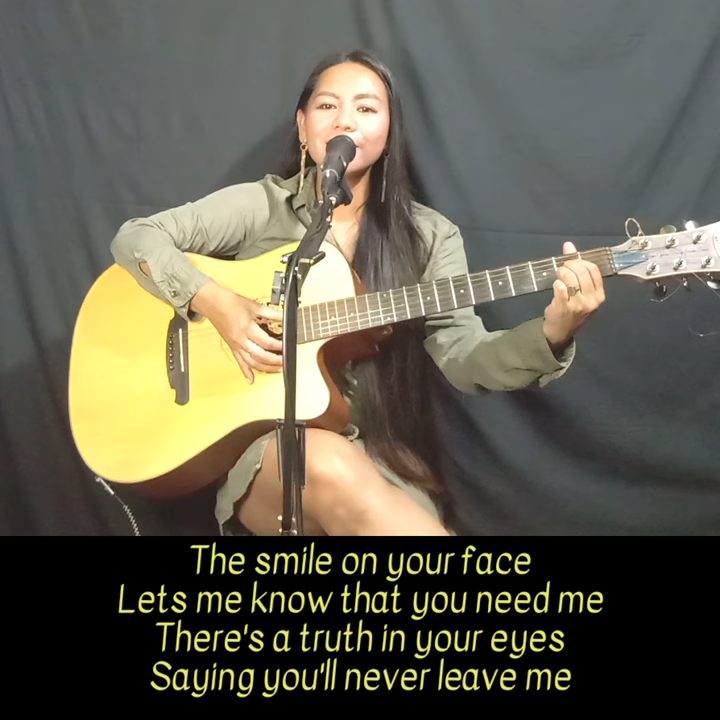 The smile on your face
Lets me know that you need me
There's a truth in your eyes
Saying you'll never leave me